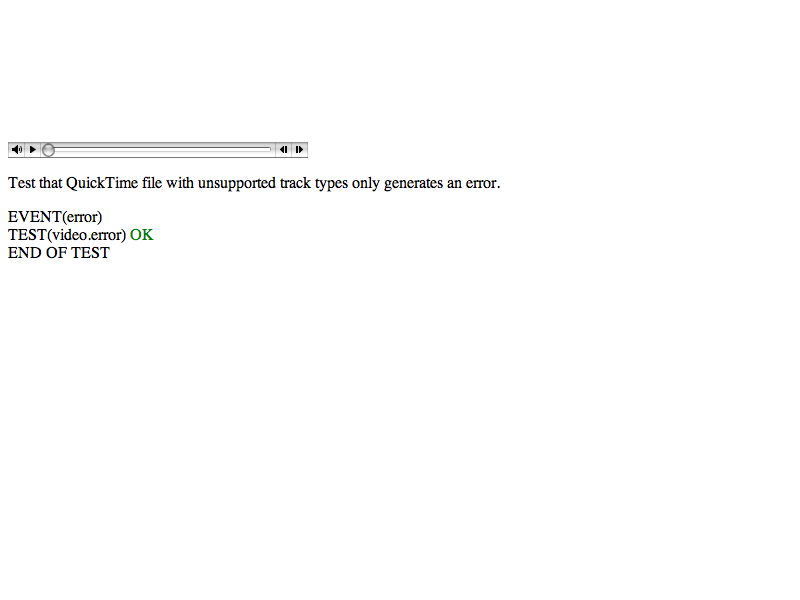 Test that QuickTime file with unsupported track types only generates an error.
EVENT(error)
TEST(video.error) OK
END OF TEST